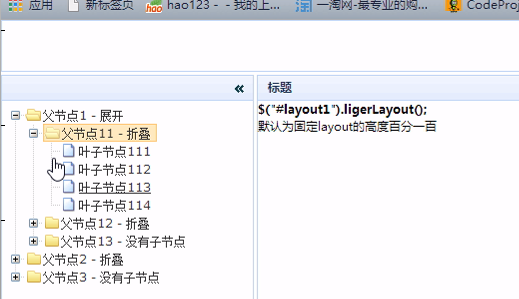 应用 新标签页 hao123 - - 我的上... 一淘网-最专业的购... CodeProj
«
标题
父节点1 - 展开
父节点11 - 折叠
叶子节点111
叶子节点112
叶子节点113
叶子节点114
父节点12 - 折叠
父节点13 - 没有子节点
父节点2 - 折叠
父节点3 - 没有子节点
$("#layout1").ligerLayout();
默认为固定layout的高度百分一百